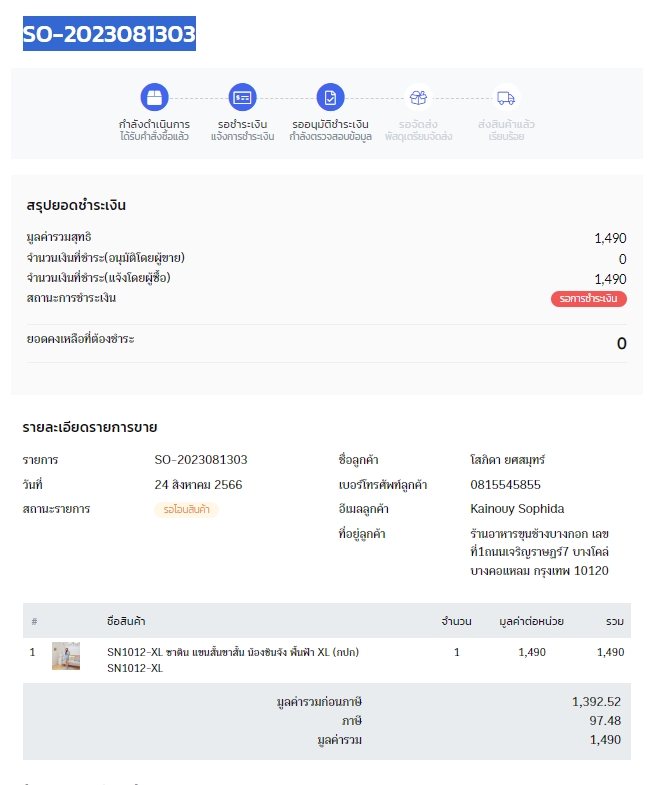 SO-2023081303
กำลังดำเนินการ รอชำระเงิน รออนุมัติชำระเงิน รอจัดส่ง ส่งสินค้าแล้ว
ได้รับคำสั่งซื้อแล้ว แจ้งการชำระเงิน กำลังตรวจสอบข้อมูล พัสดุเตรียมจัดส่ง เรียบร้อย
สรุปยอดชำระเงิน
มูลค่ารวมสุทธิ 1,490
จำนวนเงินที่ชำระ(อนุมัติโดยผู้ขาย) 0
จำนวนเงินที่ชำระ(แจ้งโดยผู้ซื้อ) 1,490
สถานะการชำระเงิน รอการชำระเงิน
ยอดคงเหลือที่ต้องชำระ 0
รายละเอียดรายการขาย
รายการ SO-2023081303 ชื่อลูกค้า โสภิดา ยศสมุทร์
วันที่ 24 สิงหาคม 2566 เบอร์โทรศัพท์ลูกค้า 0815545855
สถานะรายการ รอโอนสินค้า อีเมลลูกค้า Kainouy Sophida
ที่อยู่ลูกค้า ร้านอาหารขุนช้างบางกอก เลข
ที่1ถนนเจริญราษฎร์7 บางโคล่
บางคอแหลม กรุงเทพ 10120
# ชื่อสินค้า จำนวน มูลค่าต่อหน่วย รวม
1 SN1012-XL ซาติน แขนสั้นขาสั้น น้องชินจัง พื้นฟ้า XL (กปก) 1 1,490 1,490
SN1012-XL
มูลค่ารวมก่อนภาษี 1,392.52
ภาษี 97.48
มูลค่ารวม 1,490